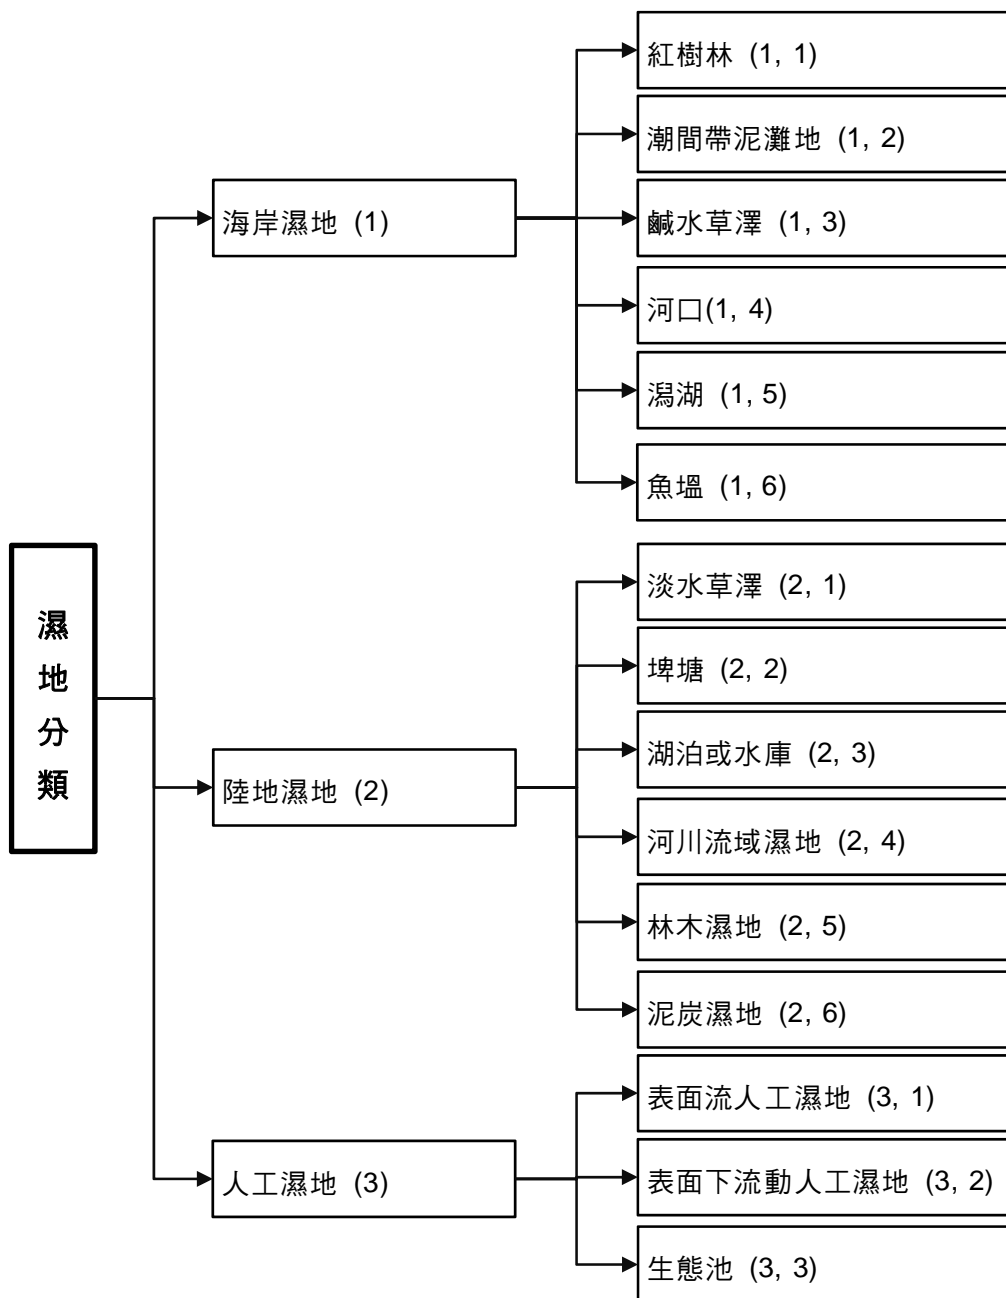 濕地分類
海岸濕地 (1)
紅樹林 (1, 1)
潮間帶泥灘地 (1, 2)
鹹水草澤 (1, 3)
河口(1, 4)
潟湖 (1, 5)
魚塭 (1, 6)
陸地濕地 (2)
淡水草澤 (2, 1)
埤塘 (2, 2)
湖泊或水庫 (2, 3)
河川流域濕地 (2, 4)
林木濕地 (2, 5)
泥炭濕地 (2, 6)
人工濕地 (3)
表面流人工濕地 (3, 1)
表面下流動人工濕地 (3, 2)
生態池 (3, 3)